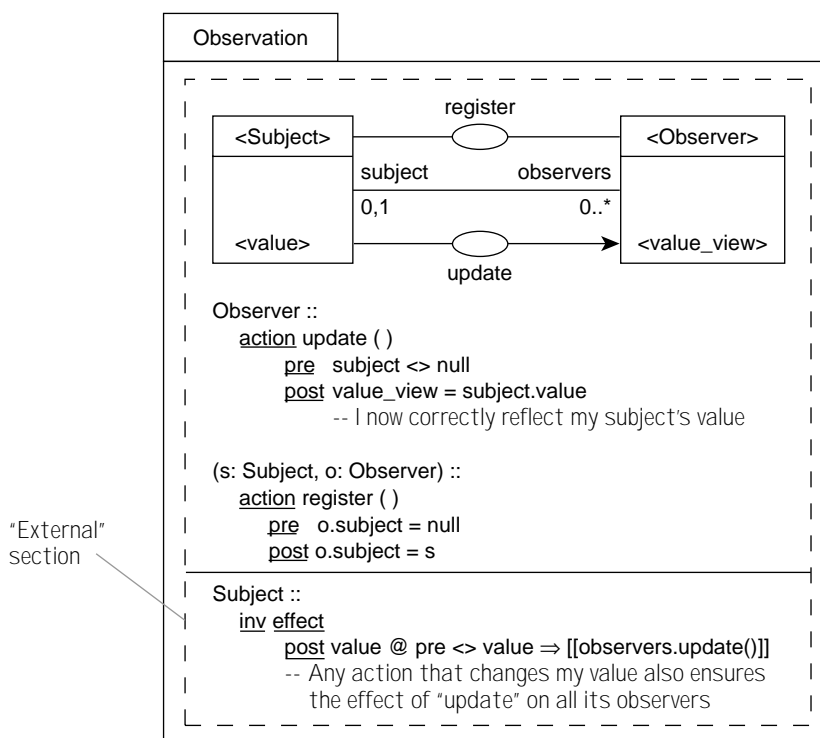 Observation
register
<Subject>
<Observer>
subject
observers
0,1
0..*
<value>
<value_view>
update
Observer ::
action update ( )
pre subject <> null
post value_view = subject.value
-- I now correctly reflect my subject's value
(s: Subject, o: Observer) ::
action register ( )
pre o.subject = null
post o.subject = s
"External"
section
Subject ::
inv effect
post value @ pre <> value ⇒ [[observers.update()]]
-- Any action that changes my value also ensures
the effect of "update" on all its observers